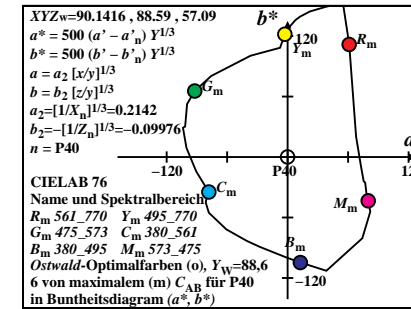 XYZw=90.1416 , 88.59 , 57.09
a* = 500 (a’ - a’n) Y1/3
b* = 500 (b’ - b’n) Y1/3
a = a2 [x/y]1/3
b = b2 [z/y]1/3
a2=[1/Xn]1/3=0.2142
b2=-[1/Zn]1/3=-0.09976
n = P40
b*
120
Rm
Ym
Gm
a
-120
P40
12
CIELAB 76
Name und Spektralbereich
Rm 561_770 Ym 495_770
Gm 475_573 Cm 380_561
Bm 380_495 Mm 573_475
Cm
Mm
Bm
-120
Ostwald-Optimalfarben (o), YW=88,6
6 von maximalem (m) CAB für P40
in Buntheitsdiagram (a*, b*)